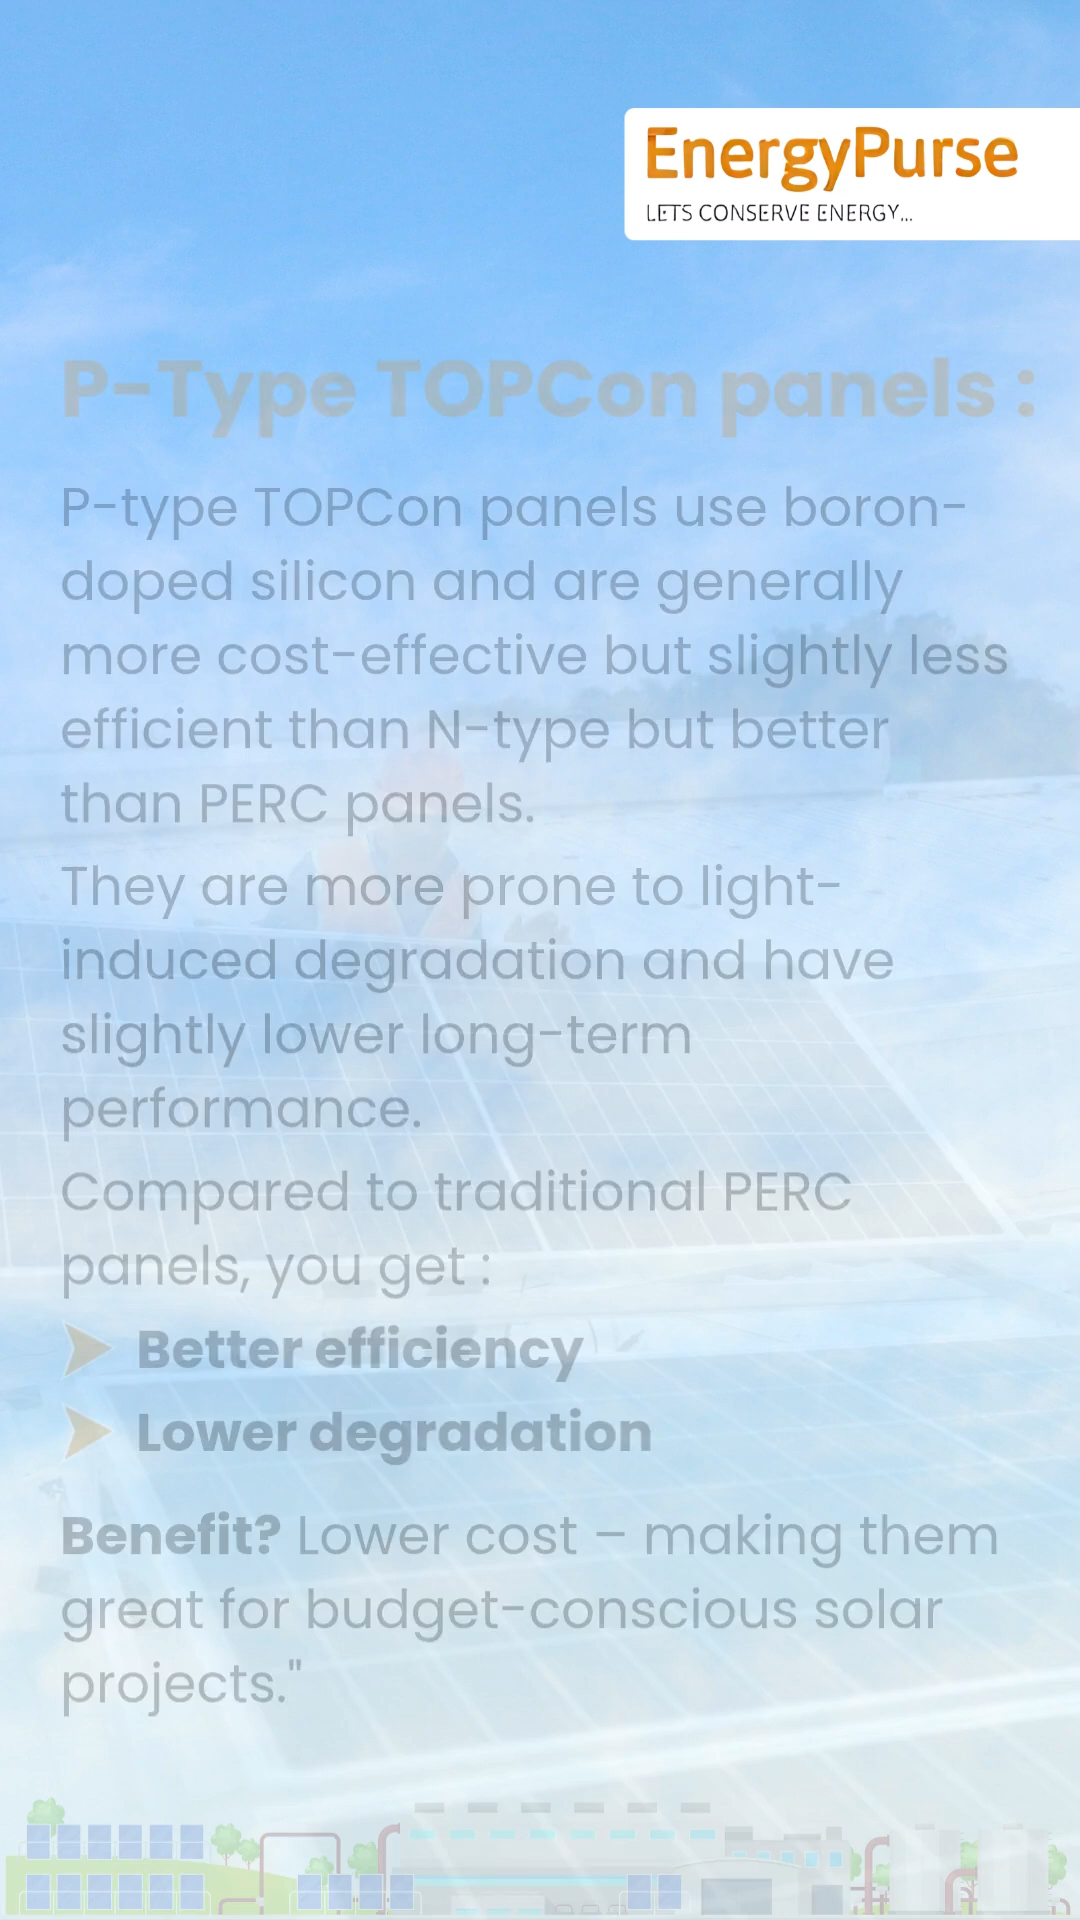 EnergyPurse
LETS CONSERVE ENERGY...
P-Type TOPCon panels :
P-type TOPCon panels use boron-
doped silicon and are generally
more cost-effective but slightly less
efficient than N-type but better
than PERC panels.
They are more prone to light-
induced degradation and have
slightly lower long-term
performance.
Compared to traditional PERC
panels, you get :
Better efficiency
Lower degradation
Benefit? Lower cost – making them
great for budget-conscious solar
projects."